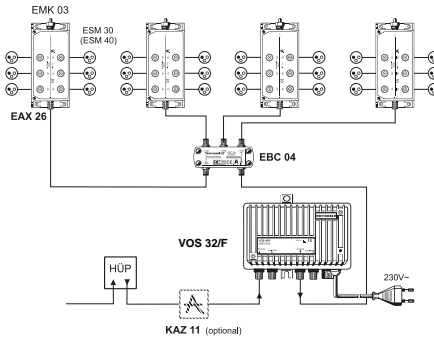 EMK 03
ESM 30
(ESM 40)
EAX 26
EBC 04
VOS 32/F
HÜP
230V~
KAZ 11 (optional)